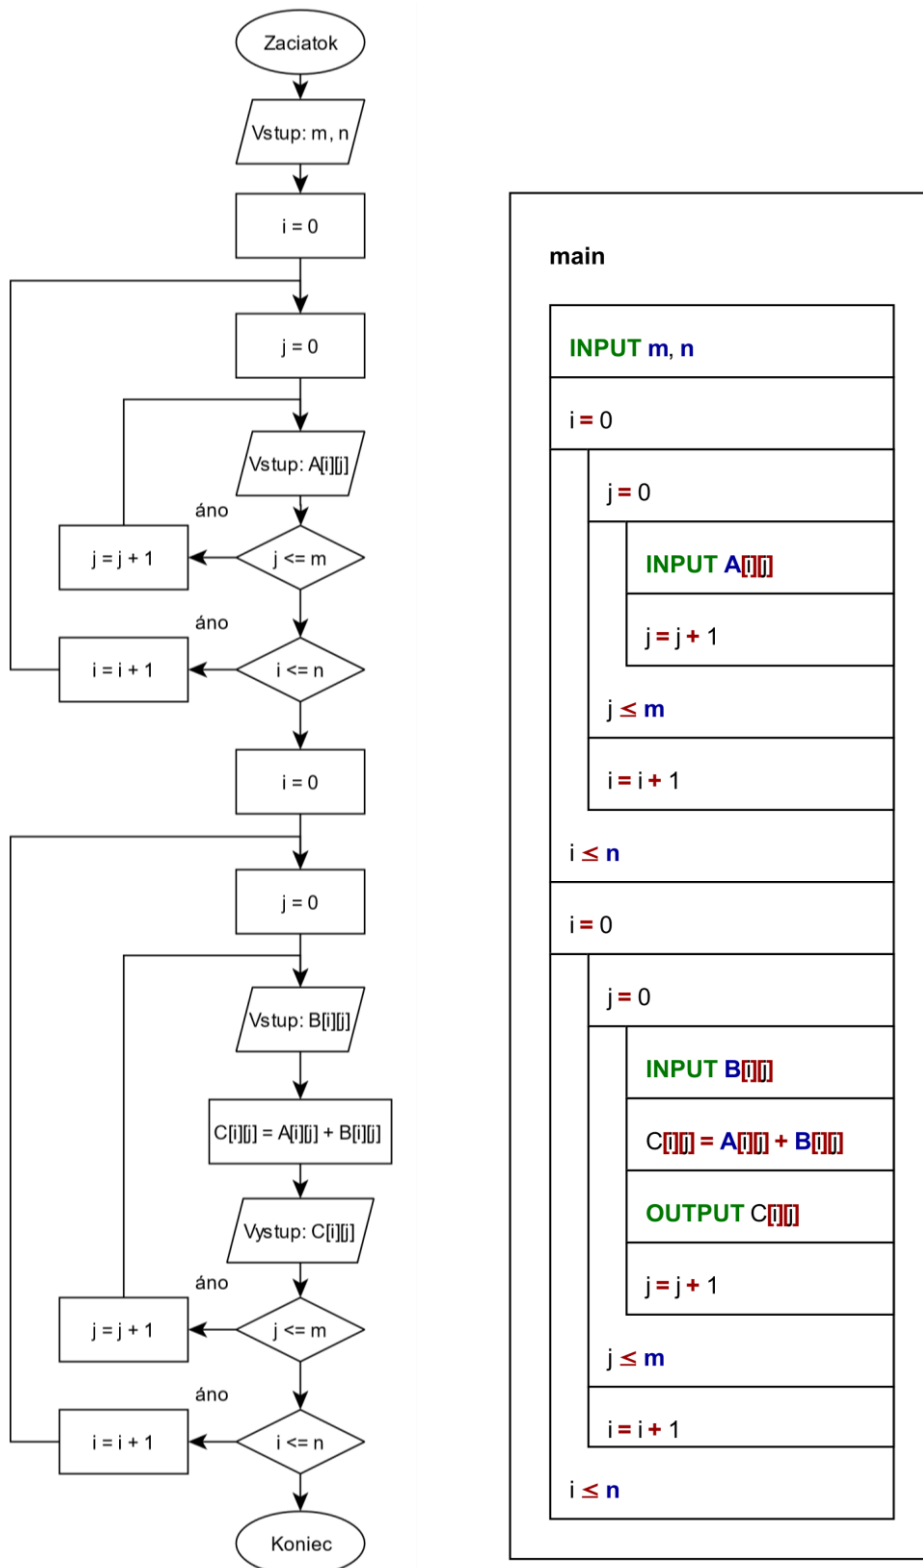 Zaciatok
Vstup: m, n
i = 0
j = 0
Vstup: A[i][j]
áno
j = j + 1
j <= m
áno
i = i + 1
i <= n
i = 0
j = 0
Vstup: B[i][j]
C[i][j] = A[i][j] + B[i][j]
Vystup: C[i][j]
áno
j = j + 1
j <= m
áno
i = i + 1
i <= n
Koniec
main
INPUT m, n
i = 0
j = 0
INPUT A[i][j]
j = j + 1
j ≤ m
i = i + 1
i ≤ n
i = 0
j = 0
INPUT B[i][j]
C[i][j] = A[i][j] + B[i][j]
OUTPUT C[i][j]
j = j + 1
j ≤ m
i = i + 1
i ≤ n